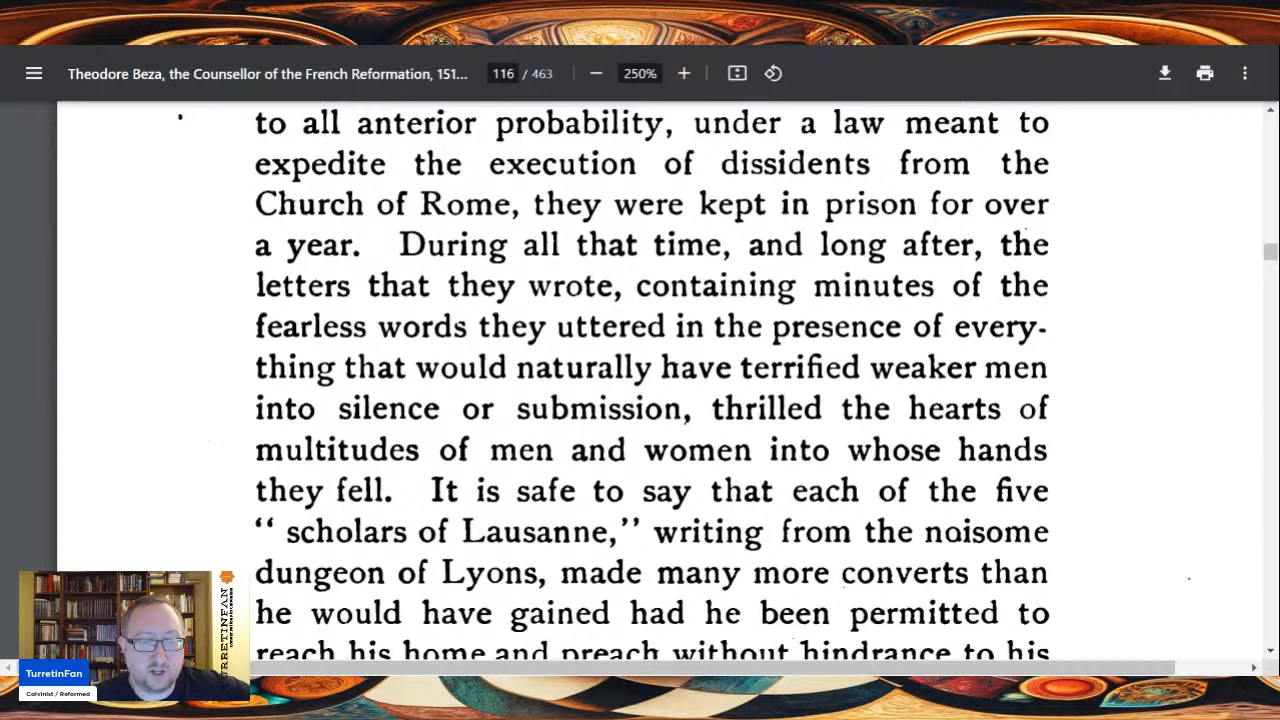 Theodore Beza, the Counsellor of the French Reformation, 151...
116 / 463
250%
to all anterior probability, under a law meant to
expedite the execution of dissidents from the
Church of Rome, they were kept in prison for over
a year. During all that time, and long after, the
letters that they wrote, containing minutes of the
fearless words they uttered in the presence of every-
thing that would naturally have terrified weaker men
into silence or submission, thrilled the hearts of
multitudes of men and women into whose hands
they fell. It is safe to say that each of the five
“ scholars of Lausanne,” writing from the noisome
dungeon of Lyons, made many more converts than
he would have gained had he been permitted to
reach his home and preach without hindrance to his
TURRETINFAN
TurretinFan
Calvinist / Reformed